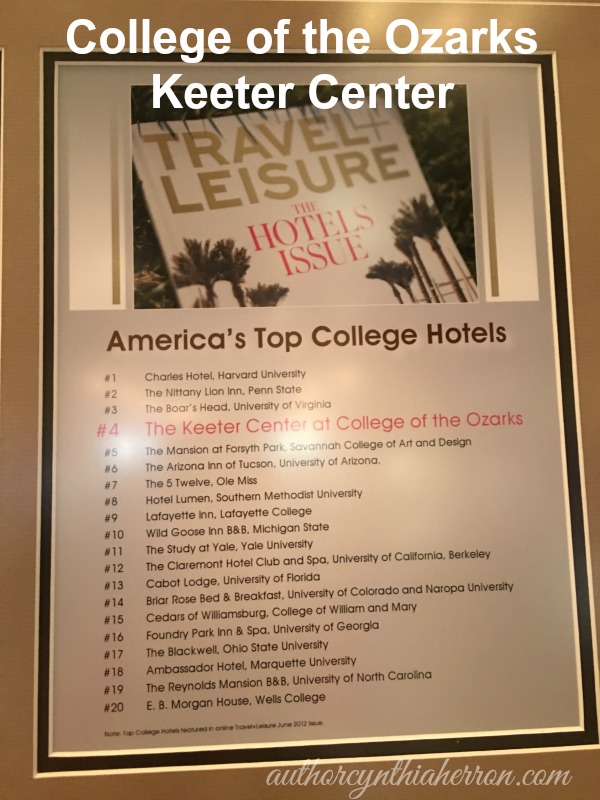 College of the Ozarks
Keeter Center
TRAVEL+
LEISURE
THE
HOTELS
ISSUE
America's Top College Hotels
#1 Charles Hotel, Harvard University
#2 The Nittany Lion Inn, Penn State
#3 The Boar's Head, University of Virginia
#4 The Keeter Center at College of the Ozarks
#5 The Mansion at Forsyth Park, Savannah College of Art and Design
#6 The Arizona Inn of Tucson, University of Arizona,
#7 The 5 Twelve, Ole Miss
#8 Hotel Lumen, Southern Methodist University
#9 Lafayette Inn, Lafayette College
#10 Wild Goose Inn B&B, Michigan State
#11 The Study at Yale, Yale University
#12 The Claremont Hotel Club and Spa, University of California, Berkeley
#13 Cabot Lodge, University of Florida
#14 Briar Rose Bed & Breakfast, University of Colorado and Naropa University
#15 Cedars of Williamsburg, College of William and Mary
#16 Foundry Park Inn & Spa, University of Georgia
#17 The Blackwell, Ohio State University
#18 Ambassador Hotel, Marquette University
#19 The Reynolds Mansion B&B, University of North Carolina
#20 E. B. Morgan House, Wells College
Note: Top College Hotels featured in online Travel+Leisure June 2012 issue.
authorcynthiaherron.com